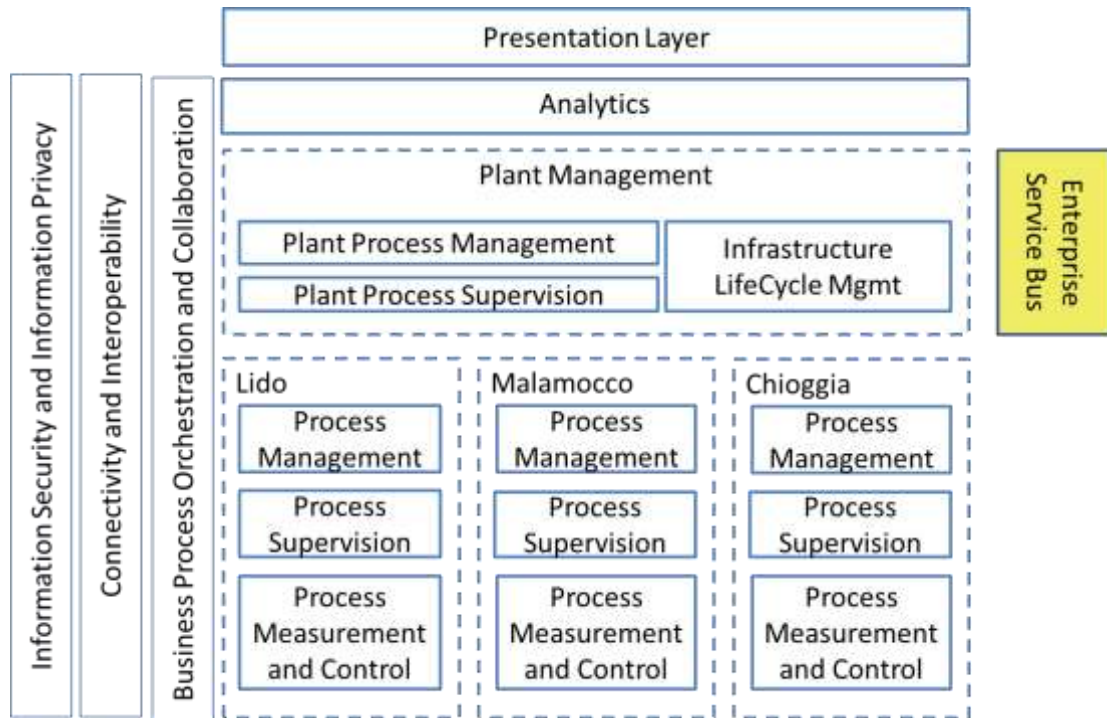 Presentation Layer
Information Security and Information Privacy
Connectivity and Interoperability
Business Process Orchestration and Collaboration
Analytics
Plant Management
Plant Process Management
Plant Process Supervision
Infrastructure
LifeCycle Mgmt
Enterprise
Service Bus
Lido
Process
Management
Process
Supervision
Process
Measurement
and Control
Malamocco
Process
Management
Process
Supervision
Process
Measurement
and Control
Chioggia
Process
Management
Process
Supervision
Process
Measurement
and Control